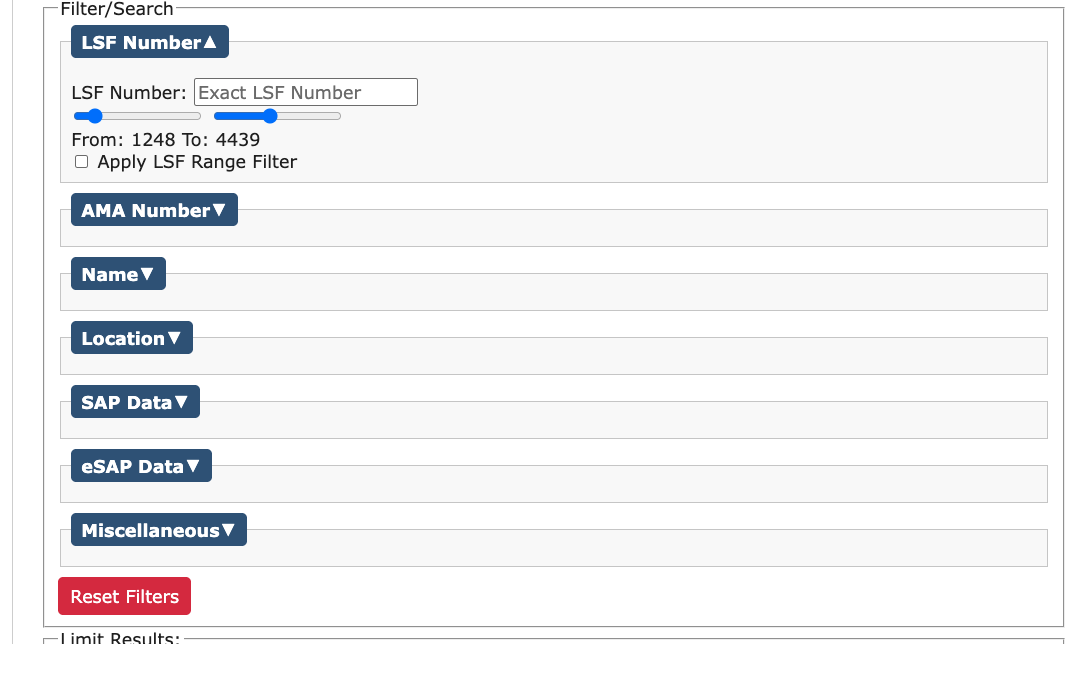 Filter/Search
LSF Number▲
LSF Number: Exact LSF Number
From: 1248 To: 4439
Apply LSF Range Filter
AMA Number▼
Name▼
Location▼
SAP Data▼
eSAP Data▼
Miscellaneous▼
Reset Filters
Limit Results: